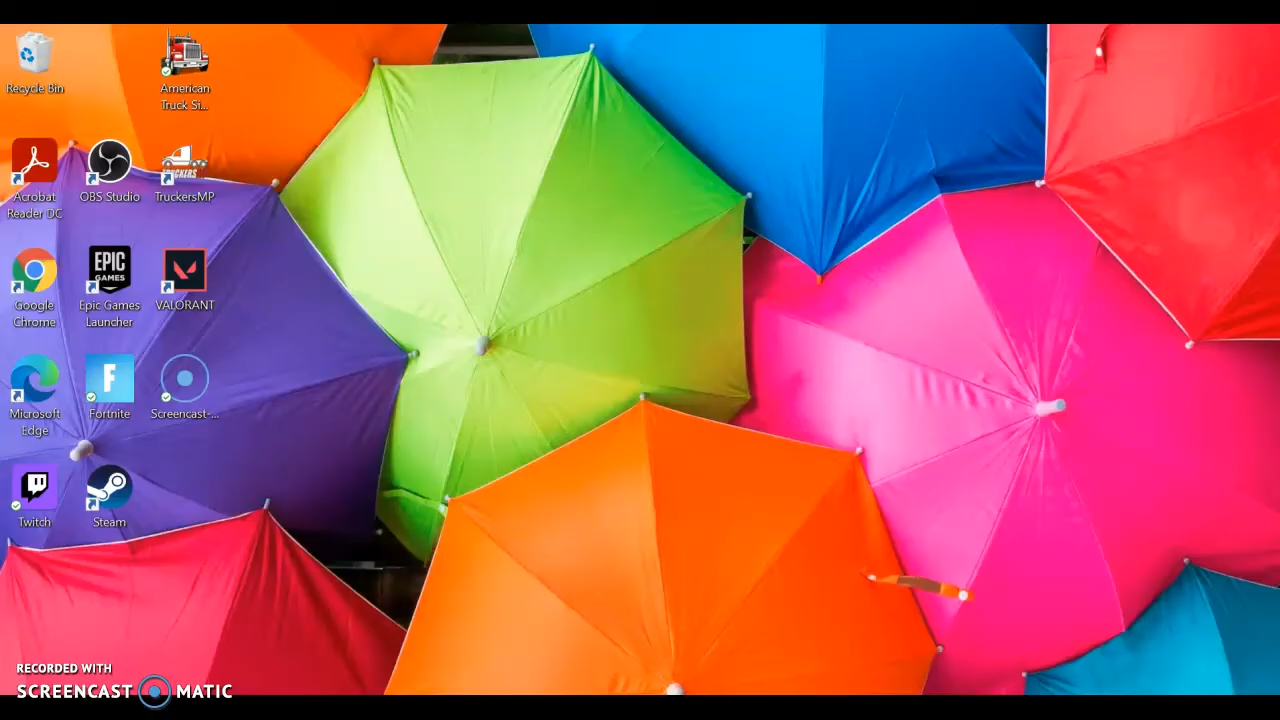 Recycle Bin
American
Truck Si...
Acrobat
Reader DC
OBS Studio
TRUCKERS
TruckersMP
Google
Chrome
EPIC
GAMES
Epic Games
Launcher
VALORANT
Microsoft
Edge
F
Fortnite
Screencast-...
Twitch
Steam
RECORDED WITH
SCREENCAST MATIC